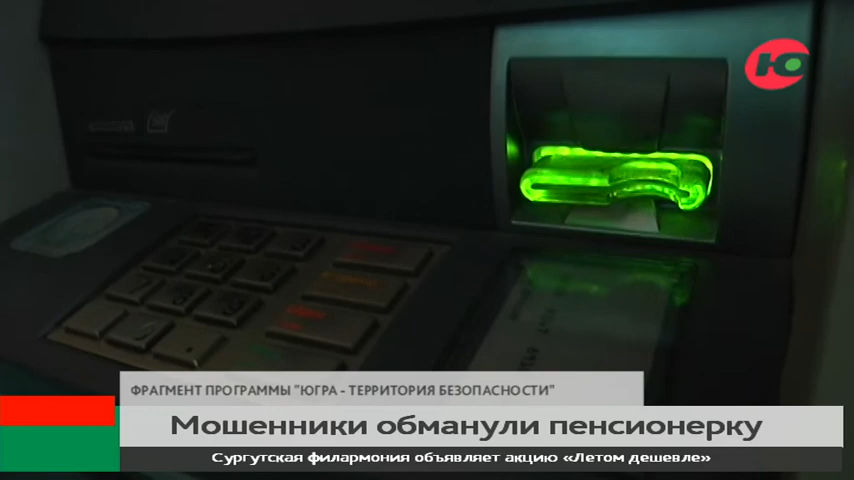 Ю
ФРАГМЕНТ ПРОГРАММЫ "ЮГРА - ТЕРРИТОРИЯ БЕЗОПАСНОСТИ"
Мошенники обманули пенсионерку
Сургутская филармония объявляет акцию «Летом дешевле»